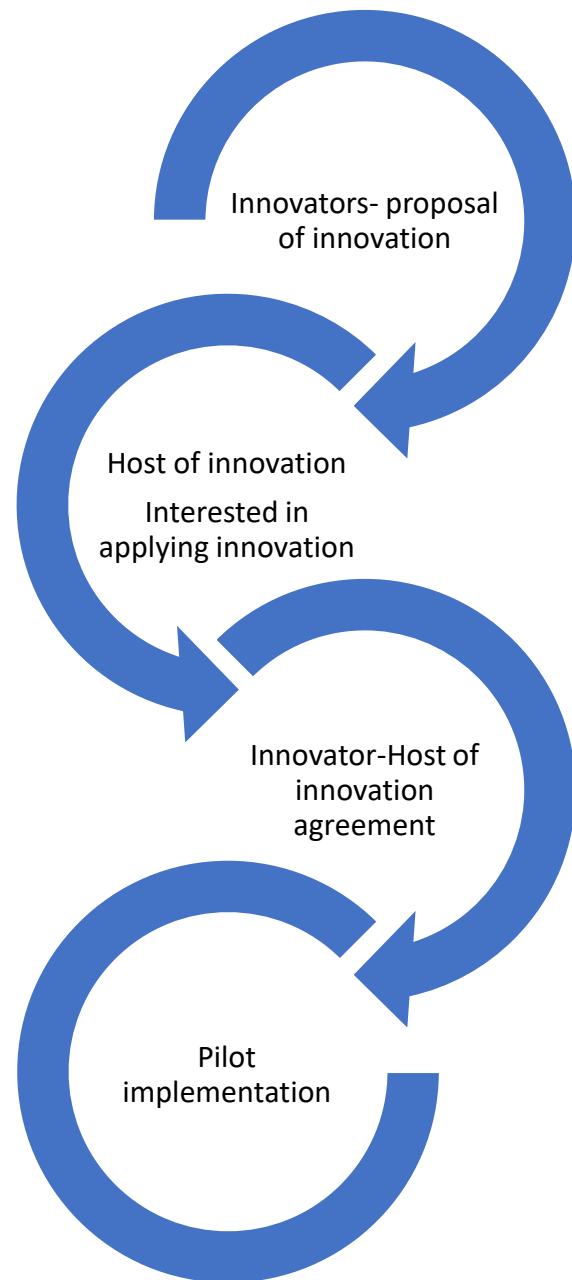 Innovators- proposal
of innovation
Host of innovation
Interested in
applying innovation
Innovator-Host of
innovation
agreement
Pilot
implementation